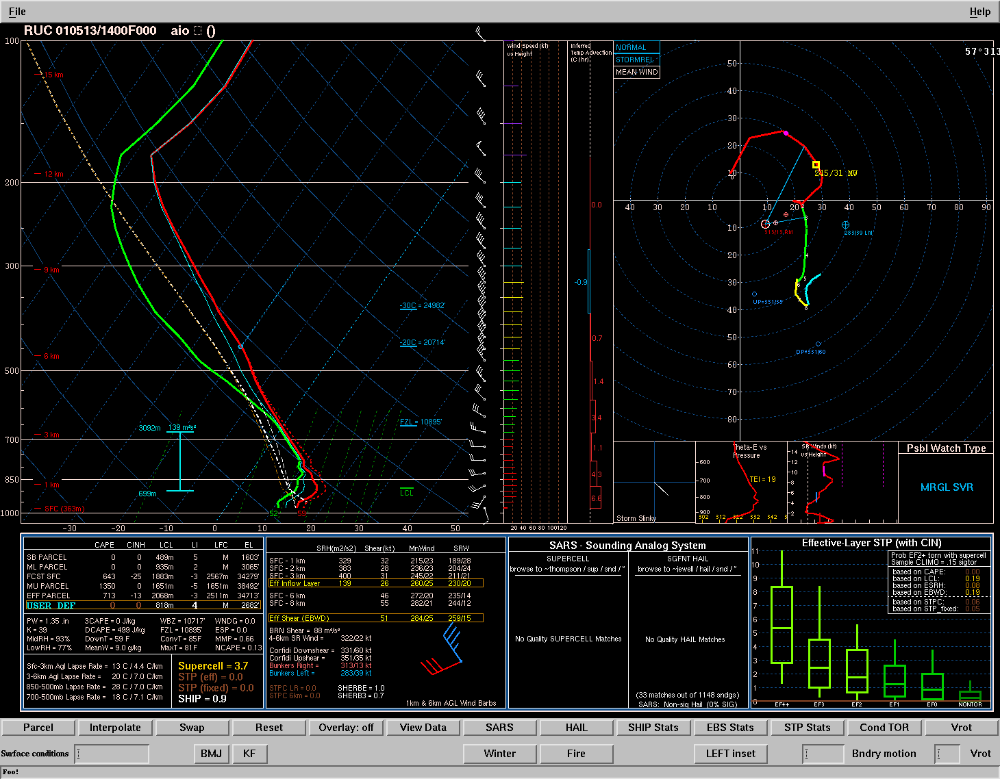 File Help
RUC 010513/1400F000 aio ()
57°313
100
200
300
400
500
700
850
1000
15 km
12 km
9 km
6 km
3 km
1 km
SFC (363m)
-30C = 24982'
-20C = 20714'
FZL = 10895'
LCL
3092m 139 m²s²
699m
52 59
-30 -20 -10 0 10 20 30 40 50
Wind Speed (kt)
vs Height
20 40 60 80 100120
Inferred
Temp Advection
(C /hr)
0.0
-0.9
0.7
1.4
3.4
1.1
4.3
6.6
NORMAL
STORMREL
MEAN WIND
50
40
30
20
10
40 30 20 10 10 20 30 40 50 60 70 80 90
10
20
30
40
50
60
70
80
245/31 MW
313/13 RM
283/39 LM
UP=351/35
DP=331/60
Storm Slinky
Theta-E vs
Pressure
TEI = 19
600
700
800
900
302 312 322 332 342
SR Winds (kt)
vs Height
14
12
10
8
6
4
2
Psbl Watch Type
MRGL SVR
CAPE CINH LCL LI LFC EL
SB PARCEL 0 0 489m 5 M 1603'
ML PARCEL 0 0 935m 2 M 3065'
FCST SFC 643 -25 1883m -3 2567m 34279'
MU PARCEL 1350 0 1651m -5 1651m 38492'
EFF PARCEL 713 -13 2068m -3 2511m 34713'
USER DEF 0 0 818m 4 M 2682'
PW = 1.35 .in 3CAPE = 0 J/kg WBZ = 10717' WNDG = 0.0
K = 39 DCAPE = 499 J/kg FZL = 10895' ESP = 0.0
MidRH = 93% DownT = 59 F ConvT = 85F MMP = 0.66
LowRH = 77% MeanW = 9.0 g/kg MaxT = 81F NCAPE = 0.13
Sfc-3km Agl Lapse Rate = 13 C / 4.4 C/km
3-6km Agl Lapse Rate = 20 C / 7.0 C/km
850-500mb Lapse Rate = 28 C / 7.0 C/km
700-500mb Lapse Rate = 18 C / 7.1 C/km
Supercell = 3.7
STP (eff) = 0.0
STP (fixed) = 0.0
SHIP = 0.9
SRH(m2/s2) Shear(kt) MnWind SRW
SFC - 1 km 329 32 215/23 189/28
SFC - 2 km 383 28 236/23 204/24
SFC - 3 km 400 31 245/22 211/21
Eff Inflow Layer 139 26 260/25 230/20
SFC - 6 km 46 272/20 235/14
SFC - 8 km 55 282/21 244/12
Eff Shear (EBWD) 51 284/25 259/15
BRN Shear = 88 m²/s²
4-6km SR Wind = 322/22 kt
Corfidi Downshear = 331/60 kt
Corfidi Upshear = 351/35 kt
Bunkers Right = 313/13 kt
Bunkers Left = 283/39 kt
STPC LR = 0.0 SHERBE = 1.0
STPC 6km = 0.0 SHERB3 = 0.7
1km & 6km AGL Wind Barbs
SARS - Sounding Analog System
SUPERCELL SGFNT HAIL
browse to ~thompson / sup / snd / * browse to ~jewell / hail / snd / *
No Quality SUPERCELL Matches No Quality HAIL Matches
(33 matches out of 1148 sndgs)
SARS: Non-sig Hail (0% SIG)
Effective-Layer STP (with CIN)
Prob EF2+ torn with supercell
Sample CLIMO = .15 sigtor
based on CAPE: 0.00
based on LCL: 0.19
based on ESRH: 0.08
based on EBWD: 0.19
based on STPC: 0.06
based on STP_fixed: 0.05
11
10
9
8
7
6
5
4
3
2
1
0
EF4+ EF3 EF2 EF1 EF0 NONTOR
Parcel Interpolate Swap Reset Overlay: off View Data SARS HAIL SHIP Stats EBS Stats STP Stats Cond TOR Vrot
Surface conditions BMJ KF Winter Fire LEFT inset Bndry motion Vrot
Foo!